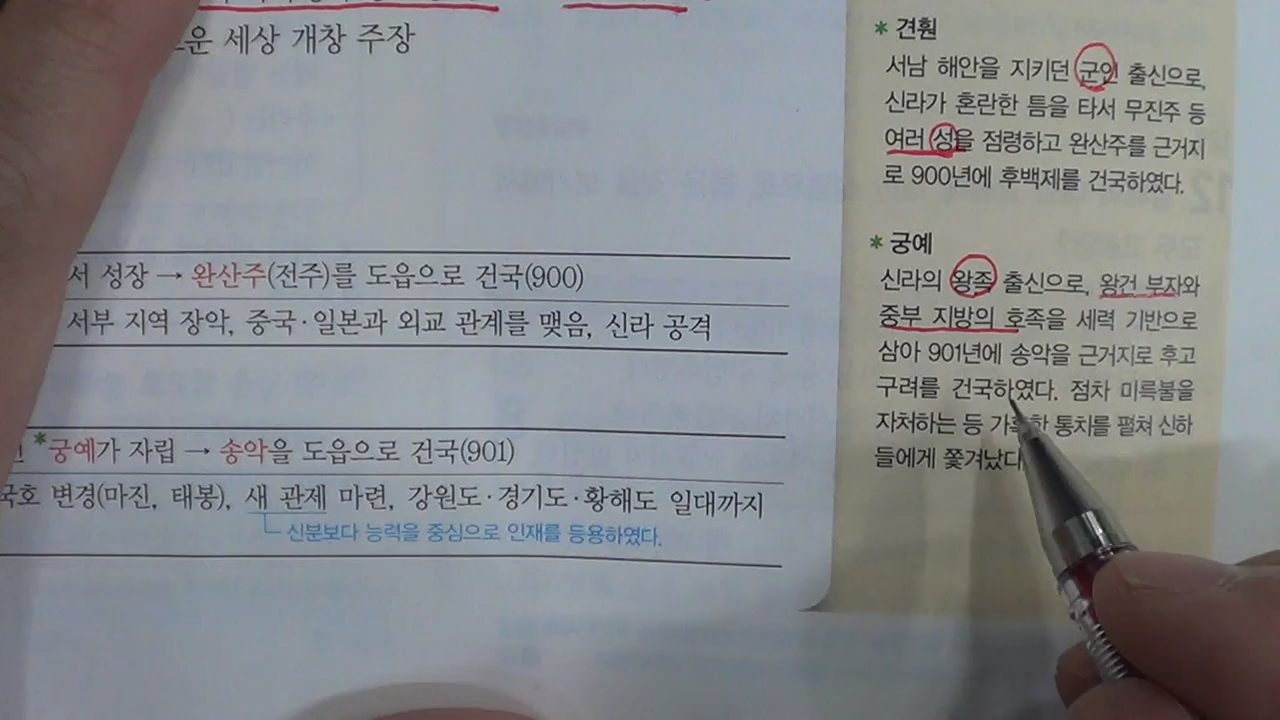 운 세상 개창 주장
서 성장 → 완산주(전주)를 도읍으로 건국(900)
서부 지역 장악, 중국·일본과 외교 관계를 맺음, 신라 공격
*궁예가 자립 → 송악을 도읍으로 건국(901)
국호 변경(마진, 태봉), 새 관제 마련, 강원도·경기도·황해도 일대까지
신분보다 능력을 중심으로 인재를 등용하였다.
* 견훤
서남 해안을 지키던 군인 출신으로,
신라가 혼란한 틈을 타서 무진주 등
여러 성을 점령하고 완산주를 근거지
로 900년에 후백제를 건국하였다.
* 궁예
신라의 왕족 출신으로, 왕건 부자와
중부 지방의 호족을 세력 기반으로
삼아 901년에 송악을 근거지로 후고
구려를 건국하였다. 점차 미륵불을
자처하는 등 가혹한 통치를 펼쳐 신하
들에게 쫓겨났다